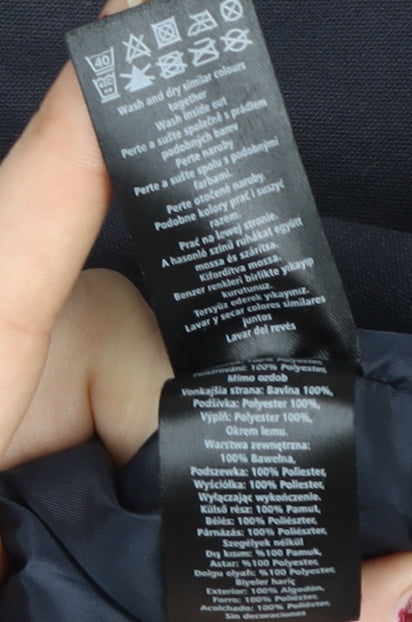 40
Wash and dry similar colours
together
Wash inside out
Perte a sušte společně s prádlem
podobných barev
Perte naruby
Perte a sušte spolu s podobnými
farbami.
Perte otočené naruby.
Podobne kolory prać i suszyć
razem.
Prać na lewej stronie.
A hasonló színű ruhákat együtt
mossa és szárítsa.
Kifordítva mossa.
Benzer renkleri birlikte yıkayıp
kurutunuz.
Tersyüz ederek yıkayınız.
Lavar y secar colores similares
juntos
Lavar del revés
100% Polyester,
Mimo ozdob
Vonkajšia strana: Bavlna 100%,
Podšívka: Polyester 100%,
Výplň: Polyester 100%,
Okrem lemu.
Warstwa zewnętrzna:
100% Bawełna,
Podszewka: 100% Poliester,
Wyściółka: 100% Poliester,
Wyłączając wykończenie.
Külső rész: 100% Pamut,
Bélés: 100% Poliészter,
Párnázás: 100% Poliészter,
Szegélyek nélkül
Dış kısım: %100 Pamuk,
Astar: %100 Polyester,
Dolgu elyafı: %100 Polyester,
Biyeler hariç
Exterior: 100% Algodón,
Forro: 100% Poliester,
Acolchado: 100% Poliester,
Sin decoraciones